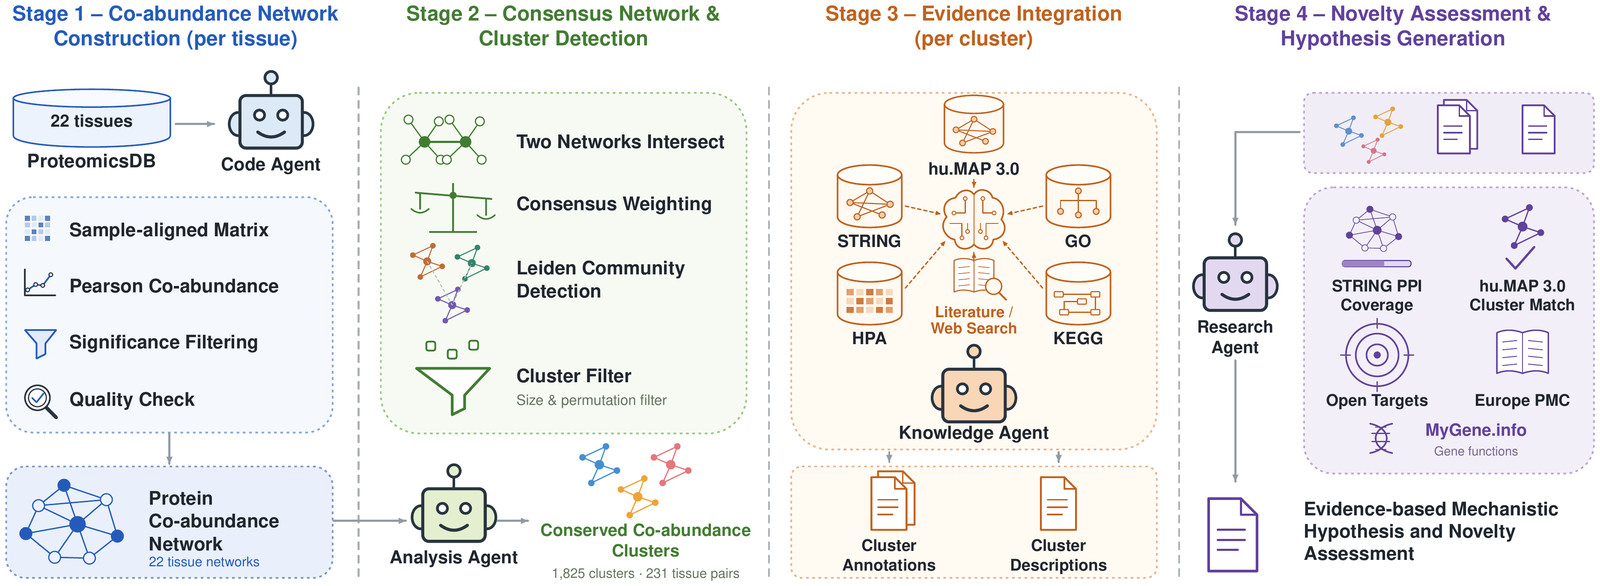 Stage 1 – Co-abundance Network
Construction (per tissue)
22 tissues
ProteomicsDB
Code Agent
Sample-aligned Matrix
Pearson Co-abundance
Significance Filtering
Quality Check
Protein
Co-abundance
Network
22 tissue networks
Stage 2 – Consensus Network &
Cluster Detection
Two Networks Intersect
Consensus Weighting
Leiden Community
Detection
Cluster Filter
Size & permutation filter
Analysis Agent
Conserved Co-abundance
Clusters
1,825 clusters · 231 tissue pairs
Stage 3 – Evidence Integration
(per cluster)
hu.MAP 3.0
STRING
GO
HPA
Literature /
Web Search
KEGG
Knowledge Agent
Cluster
Annotations
Cluster
Descriptions
Stage 4 – Novelty Assessment &
Hypothesis Generation
Research
Agent
STRING PPI
Coverage
hu.MAP 3.0
Cluster Match
Open Targets
Europe PMC
MyGene.info
Gene functions
Evidence-based Mechanistic
Hypothesis and Novelty
Assessment